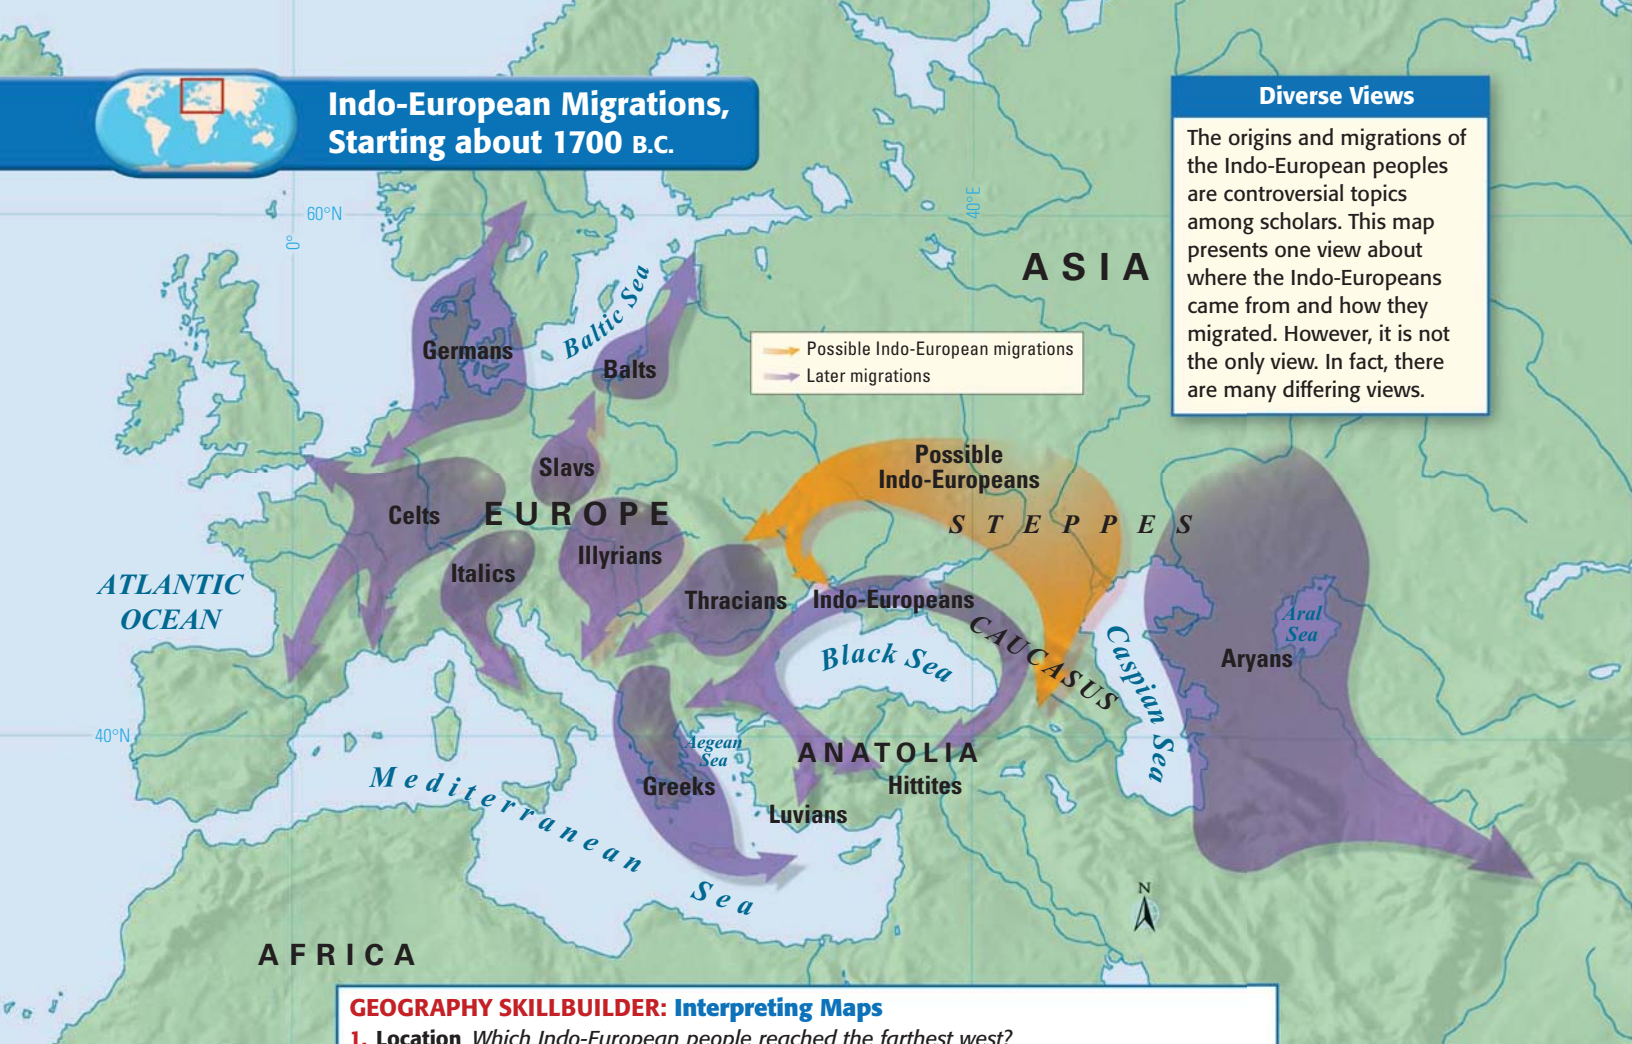 Indo-European Migrations,
Starting about 1700 B.C.
Diverse Views
The origins and migrations of
the Indo-European peoples
are controversial topics
among scholars. This map
presents one view about
where the Indo-Europeans
came from and how they
migrated. However, it is not
the only view. In fact, there
are many differing views.
60°N
0°
40°E
ASIA
Baltic Sea
Possible Indo-European migrations
Later migrations
Germans
Balts
Slavs
Possible
Indo-Europeans
Celts
EUROPE
STEPPES
Illyrians
Italics
ATLANTIC
OCEAN
Thracians
Indo-Europeans
Aral
Sea
CAUCASUS
Black Sea
Caspian Sea
Aryans
40°N
Aegean
Sea
ANATOLIA
Mediterranean Sea
Greeks
Hittites
Luvians
N
AFRICA
GEOGRAPHY SKILLBUILDER: Interpreting Maps
1. Location Which Indo-European people reached the farthest west?